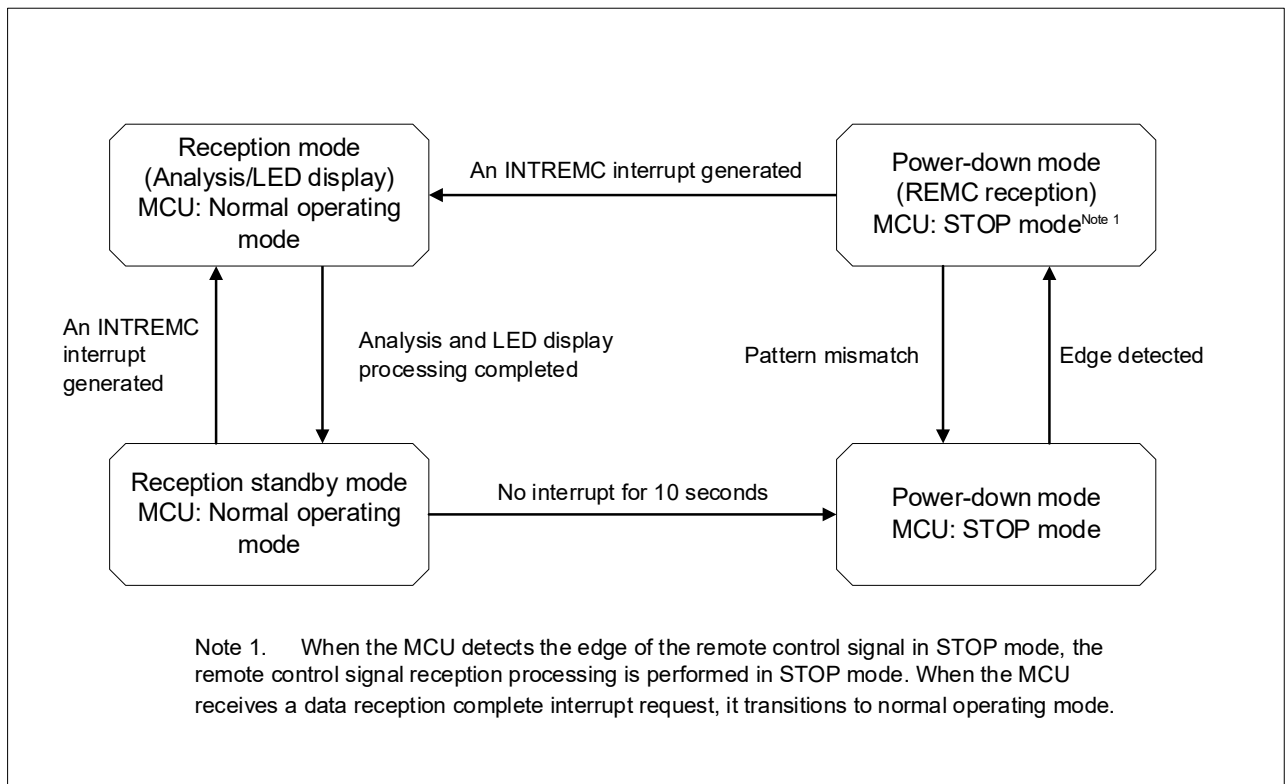 Reception mode
(Analysis/LED display)
MCU: Normal operating
mode
An INTREMC interrupt generated
Power-down mode
(REMC reception)
MCU: STOP modeNote 1
An INTREMC
interrupt
generated
Analysis and LED display
processing completed
Pattern mismatch
Edge detected
Reception standby mode
MCU: Normal operating
mode
No interrupt for 10 seconds
Power-down mode
MCU: STOP mode
Note 1. When the MCU detects the edge of the remote control signal in STOP mode, the
remote control signal reception processing is performed in STOP mode. When the MCU
receives a data reception complete interrupt request, it transitions to normal operating mode.